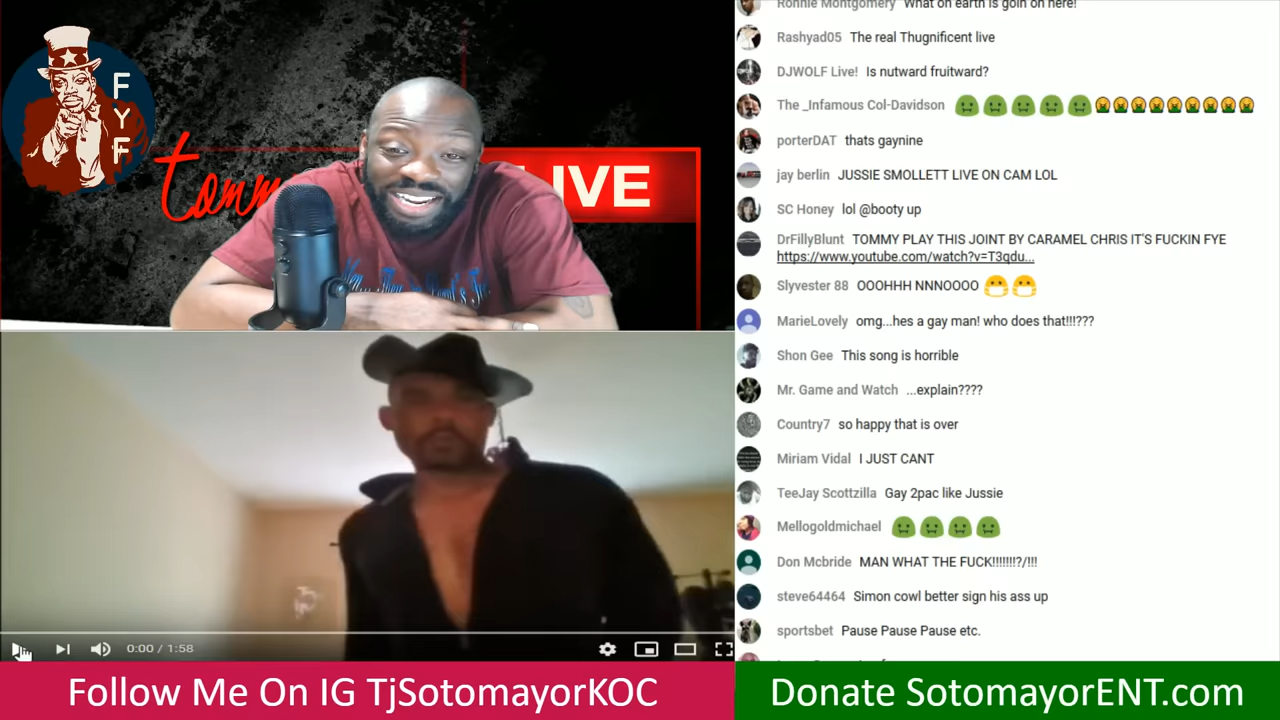 F
Y
F
tomm
LIVE
0:00 / 1:58
Follow Me On IG TjSotomayorKOC
Ronnie Montgomery What on earth is goin on here!
Rashyad05 The real Thugnificent live
DJWOLF Live! Is nutward fruitward?
The _Infamous Col-Davidson
porterDAT thats gaynine
jay berlin JUSSIE SMOLLETT LIVE ON CAM LOL
SC Honey lol @booty up
DrFillyBlunt TOMMY PLAY THIS JOINT BY CARAMEL CHRIS IT'S FUCKIN FYE
https://www.youtube.com/watch?v=T3qdu...
Slyvester 88 OOOHHH NNNOOOO
MarieLovely omg...hes a gay man! who does that!!!???
Shon Gee This song is horrible
Mr. Game and Watch ...explain????
Country7 so happy that is over
Miriam Vidal I JUST CANT
TeeJay Scottzilla Gay 2pac like Jussie
Mellogoldmichael
Don Mcbride MAN WHAT THE FUCK!!!!!!!!?/!!!
steve64464 Simon cowl better sign his ass up
sportsbet Pause Pause Pause etc.
Donate SotomayorENT.com